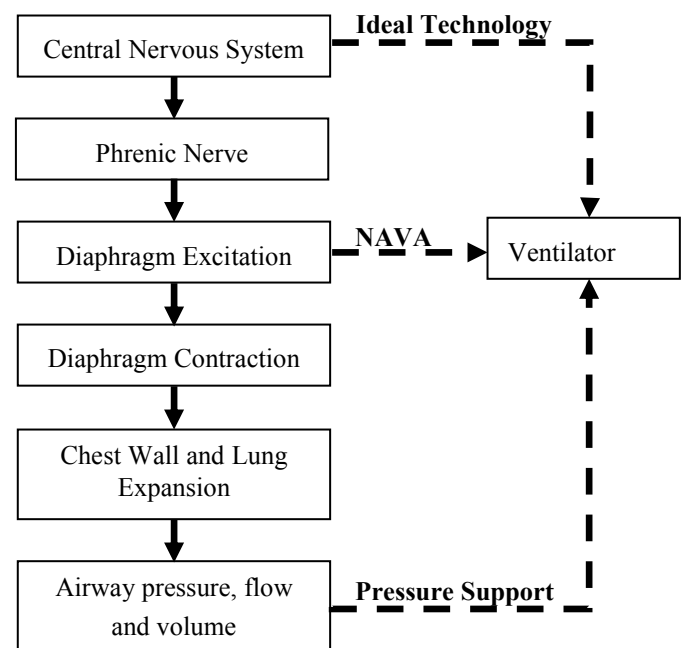 Ideal Technology
Central Nervous System
Phrenic Nerve
NAVA
Diaphragm Excitation
Ventilator
Diaphragm Contraction
Chest Wall and Lung
Expansion
Airway pressure, flow
and volume
Pressure Support